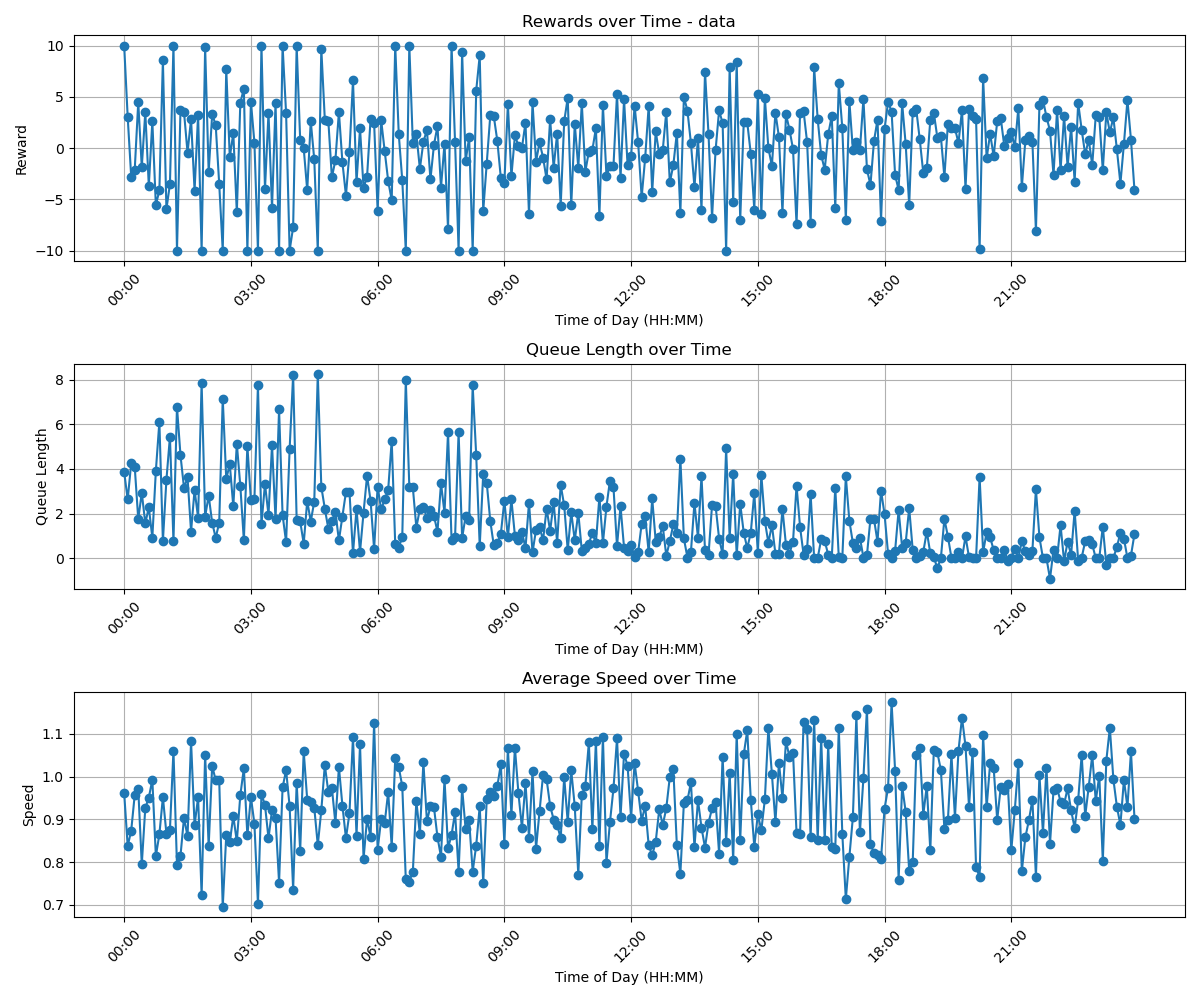 Rewards over Time - data
Reward
10
5
0
−5
−10
00:00 03:00 06:00 09:00 12:00 15:00 18:00 21:00
Time of Day (HH:MM)
Queue Length over Time
Queue Length
8
6
4
2
0
00:00 03:00 06:00 09:00 12:00 15:00 18:00 21:00
Time of Day (HH:MM)
Average Speed over Time
Speed
1.1
1.0
0.9
0.8
0.7
00:00 03:00 06:00 09:00 12:00 15:00 18:00 21:00
Time of Day (HH:MM)